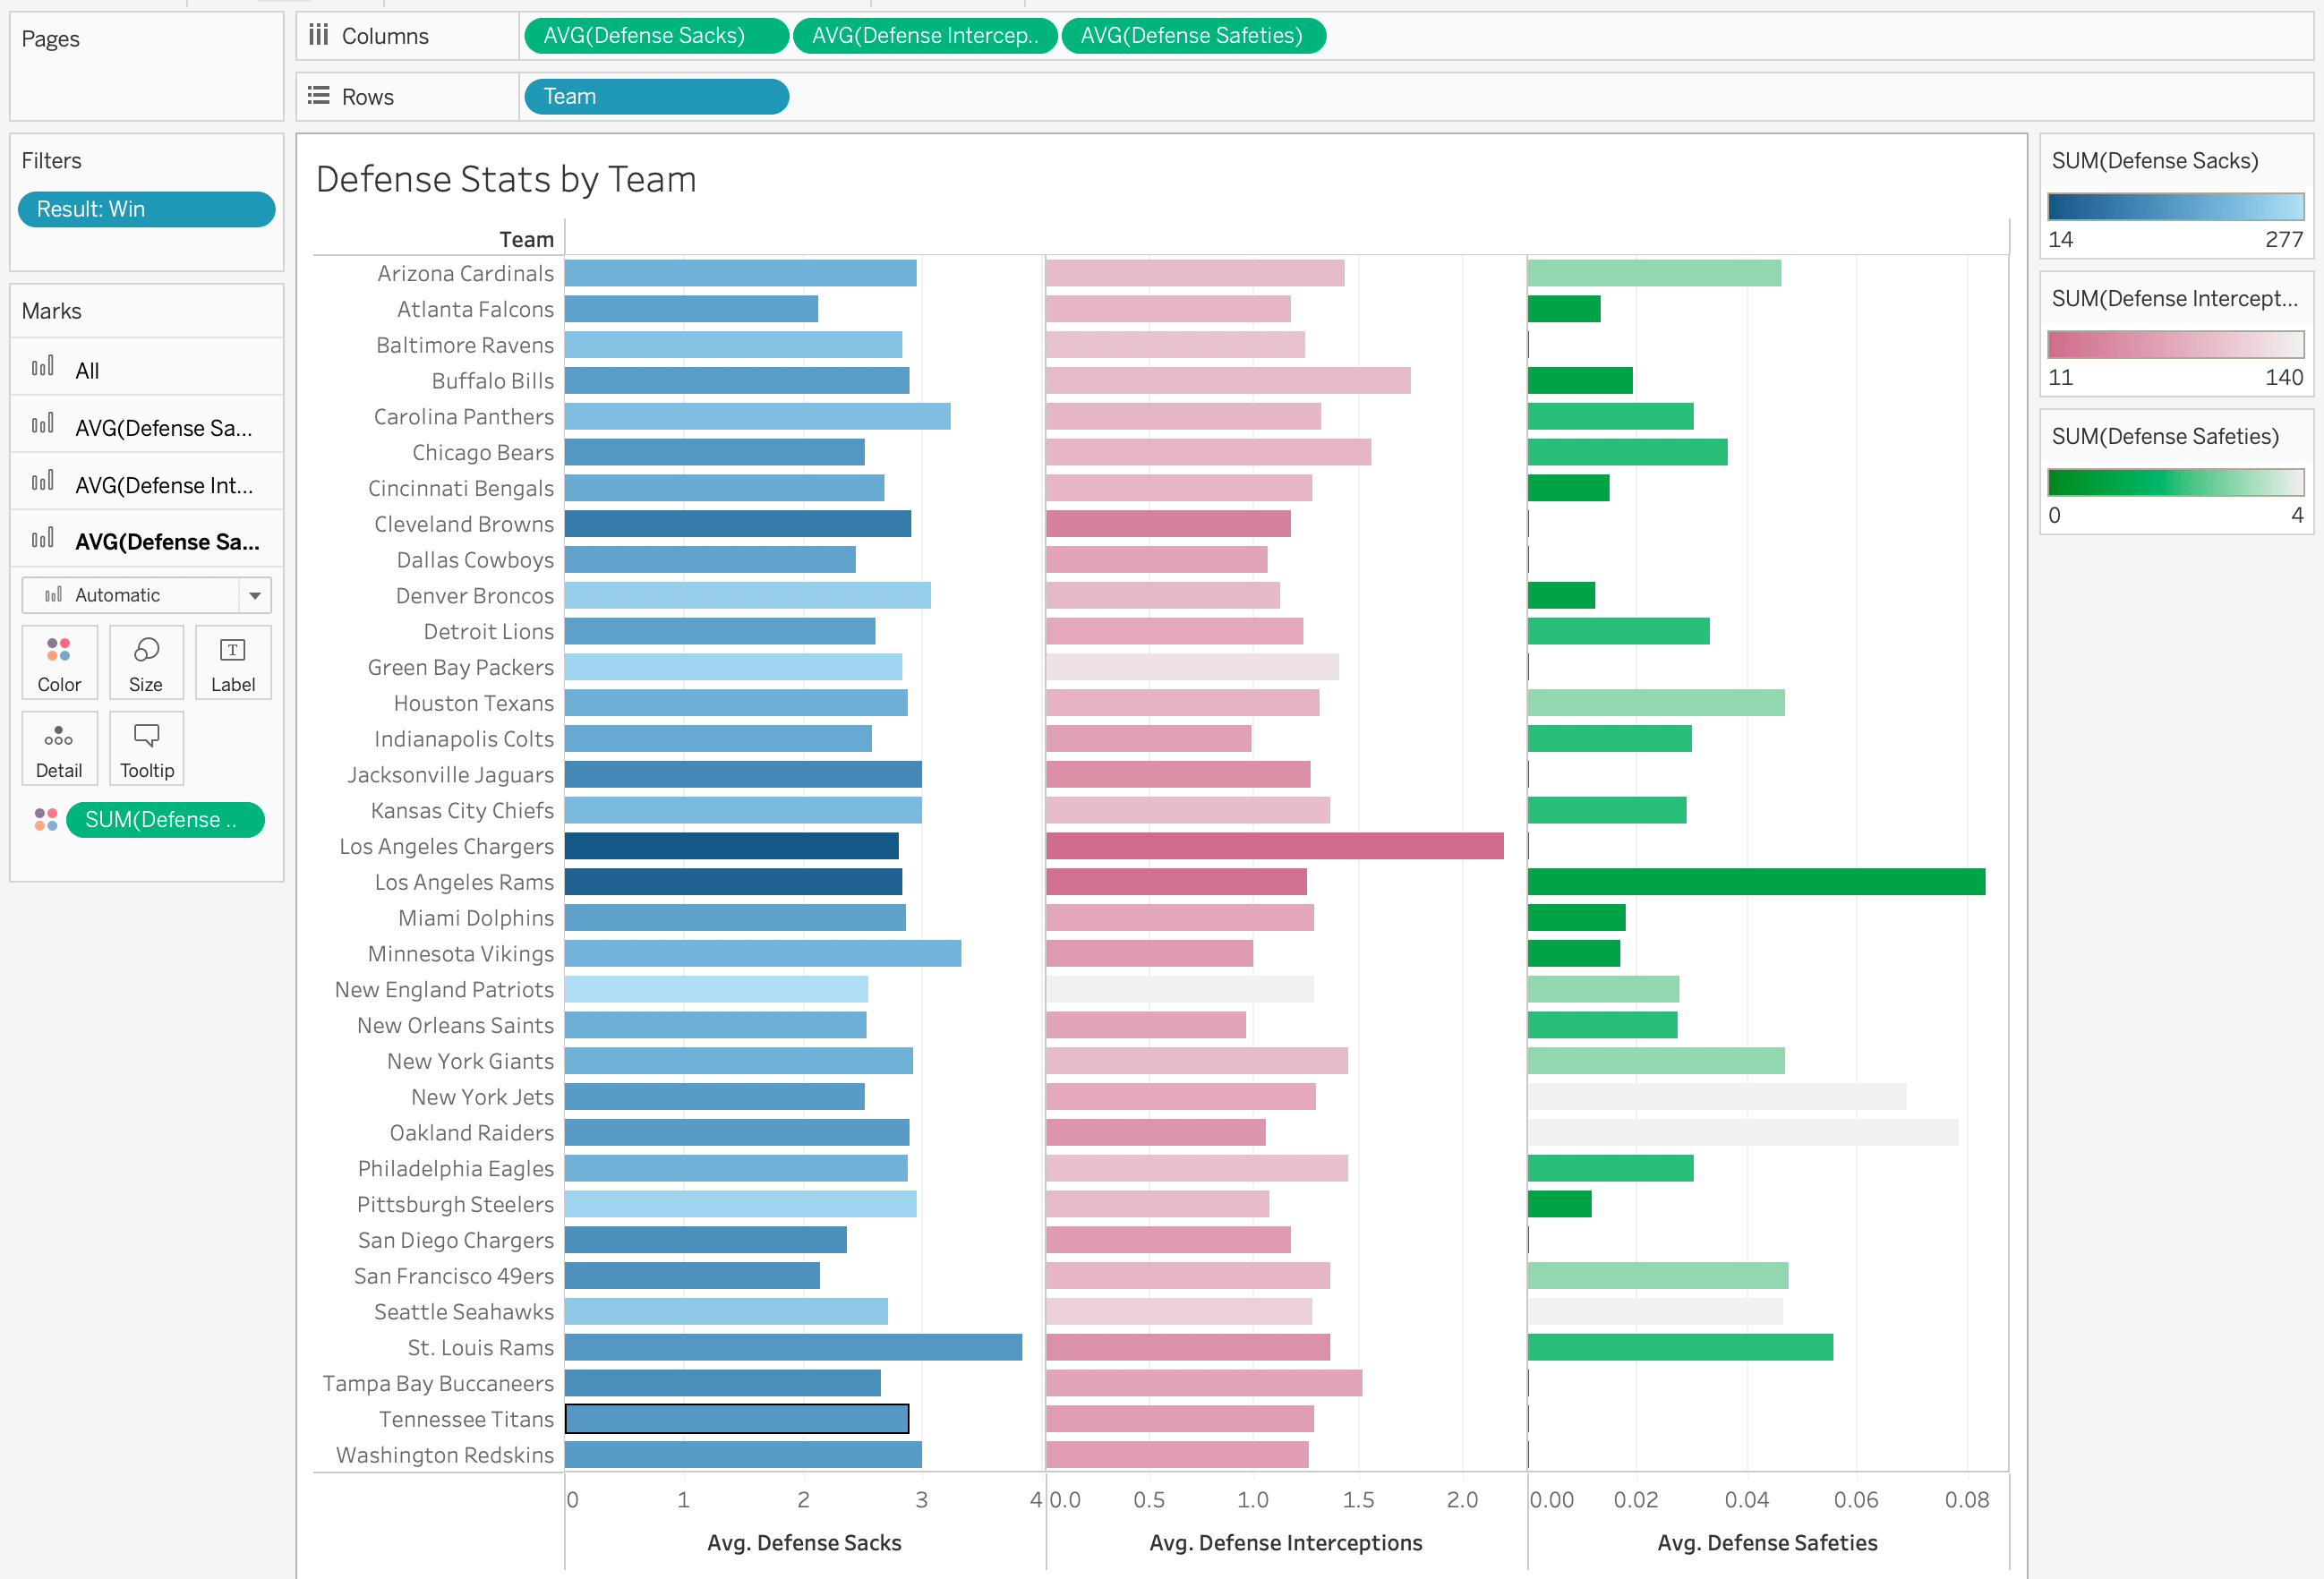 Pages
Columns
AVG(Defense Sacks)
AVG(Defense Intercep..
AVG(Defense Safeties)
Rows
Team
Filters
Result: Win
Marks
All
AVG(Defense Sa...
AVG(Defense Int...
AVG(Defense Sa...
Automatic
Color
Size
T
Label
Detail
Tooltip
SUM(Defense ..
Defense Stats by Team
Team
Arizona Cardinals
Atlanta Falcons
Baltimore Ravens
Buffalo Bills
Carolina Panthers
Chicago Bears
Cincinnati Bengals
Cleveland Browns
Dallas Cowboys
Denver Broncos
Detroit Lions
Green Bay Packers
Houston Texans
Indianapolis Colts
Jacksonville Jaguars
Kansas City Chiefs
Los Angeles Chargers
Los Angeles Rams
Miami Dolphins
Minnesota Vikings
New England Patriots
New Orleans Saints
New York Giants
New York Jets
Oakland Raiders
Philadelphia Eagles
Pittsburgh Steelers
San Diego Chargers
San Francisco 49ers
Seattle Seahawks
St. Louis Rams
Tampa Bay Buccaneers
Tennessee Titans
Washington Redskins
0 1 2 3 4
0.0 0.5 1.0 1.5 2.0
0.00 0.02 0.04 0.06 0.08
Avg. Defense Sacks
Avg. Defense Interceptions
Avg. Defense Safeties
SUM(Defense Sacks)
14 277
SUM(Defense Intercept...
11 140
SUM(Defense Safeties)
0 4